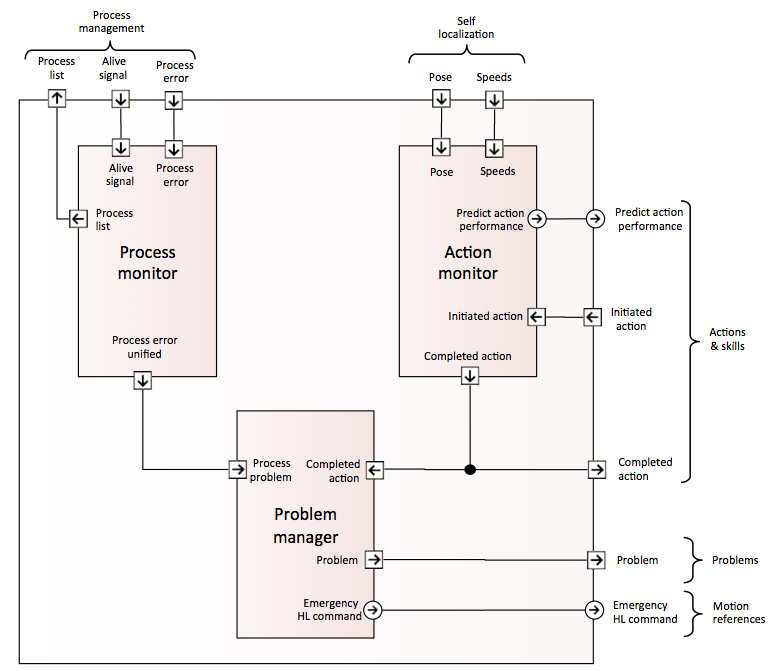 Process
management
Self
localization
Process
list
Alive
signal
Process
error
Pose
Speeds
Alive
signal
Process
error
Pose
Speeds
Process
list
Process
monitor
Process error
unified
Predict action
performance
Action
monitor
Initiated action
Completed action
Predict action
performance
Initiated
action
Actions
& skills
Process
problem
Completed
action
Problem
manager
Problem
Emergency
HL command
Completed
action
Problem
Problems
Emergency
HL command
Motion
references